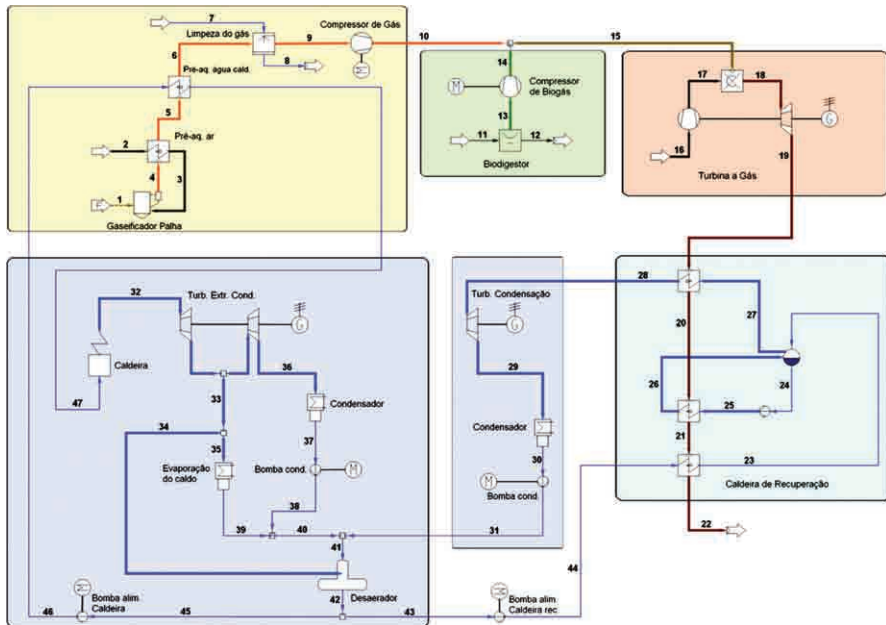 7
Limpeza do gás
9
Compressor de Gás
10
15
6
8
Pré-aq. agua cald.
5
2
Pré-aq. ar
4
3
1
Gaseificador Palha
14
Compressor
de Biogás
M
13
11
12
Biodigestor
17
18
G
16
19
Turbina a Gás
32
Turb. Extr. Cond.
G
Caldeira
36
33
Condensador
47
34
35
37
Evaporação
do caldo
Bomba cond.
M
38
39
40
41
Desaerador
42
Bomba alim.
Caldeira
46
45
Turb. Condensação
G
29
Condensador
30
M
Bomba cond.
31
43
Bomba alim.
Caldeira rec
44
28
20
27
26
24
25
21
23
Caldeira de Recuperação
22